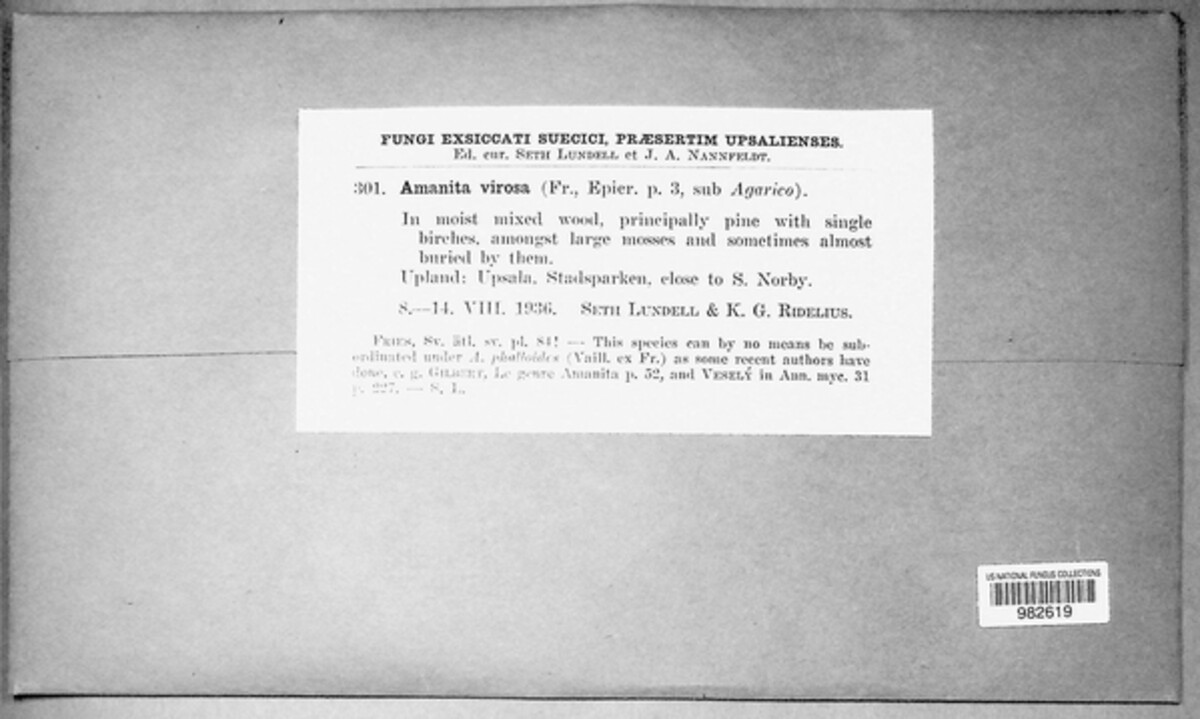 FUNGI EXSICCATI SUECICI, PRÆSERTIM UPSALIENSES.
Ed. cur. SETH LUNDELL et J. A. NANNFELDT.
301. Amanita virosa (Fr., Epicr. p. 3, sub Agarico).
In moist mixed wood, principally pine with single
birches, amongst large mosses and sometimes almost
buried by them.
Upland: Upsala, Stadsparken, close to S. Norby.
8.—14. VIII. 1936. SETH LUNDELL & K. G. RIDELIUS.
FRIES, Sv. ätl. sv. pl. 84! — This species can by no means be sub-
ordinated under A. phalloides (Vaill. ex Fr.) as some recent authors have
done, e. g. GILBERT, Le genre Amanita p. 52, and VESELÝ in Ann. myc. 31
p. 227. — S. L.
US NATIONAL FUNGUS COLLECTIONS
982619